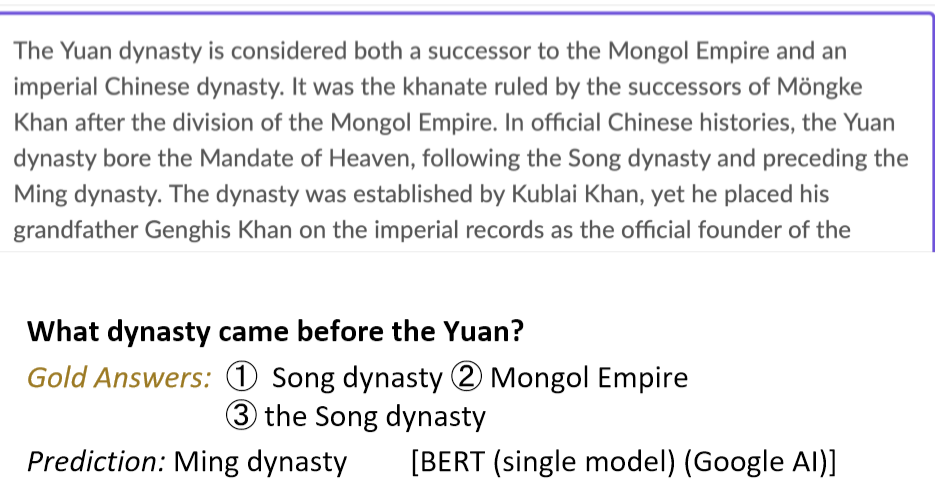 The Yuan dynasty is considered both a successor to the Mongol Empire and an
imperial Chinese dynasty. It was the khanate ruled by the successors of Möngke
Khan after the division of the Mongol Empire. In official Chinese histories, the Yuan
dynasty bore the Mandate of Heaven, following the Song dynasty and preceding the
Ming dynasty. The dynasty was established by Kublai Khan, yet he placed his
grandfather Genghis Khan on the imperial records as the official founder of the
What dynasty came before the Yuan?
Gold Answers: ① Song dynasty ② Mongol Empire
③ the Song dynasty
Prediction: Ming dynasty [BERT (single model) (Google AI)]